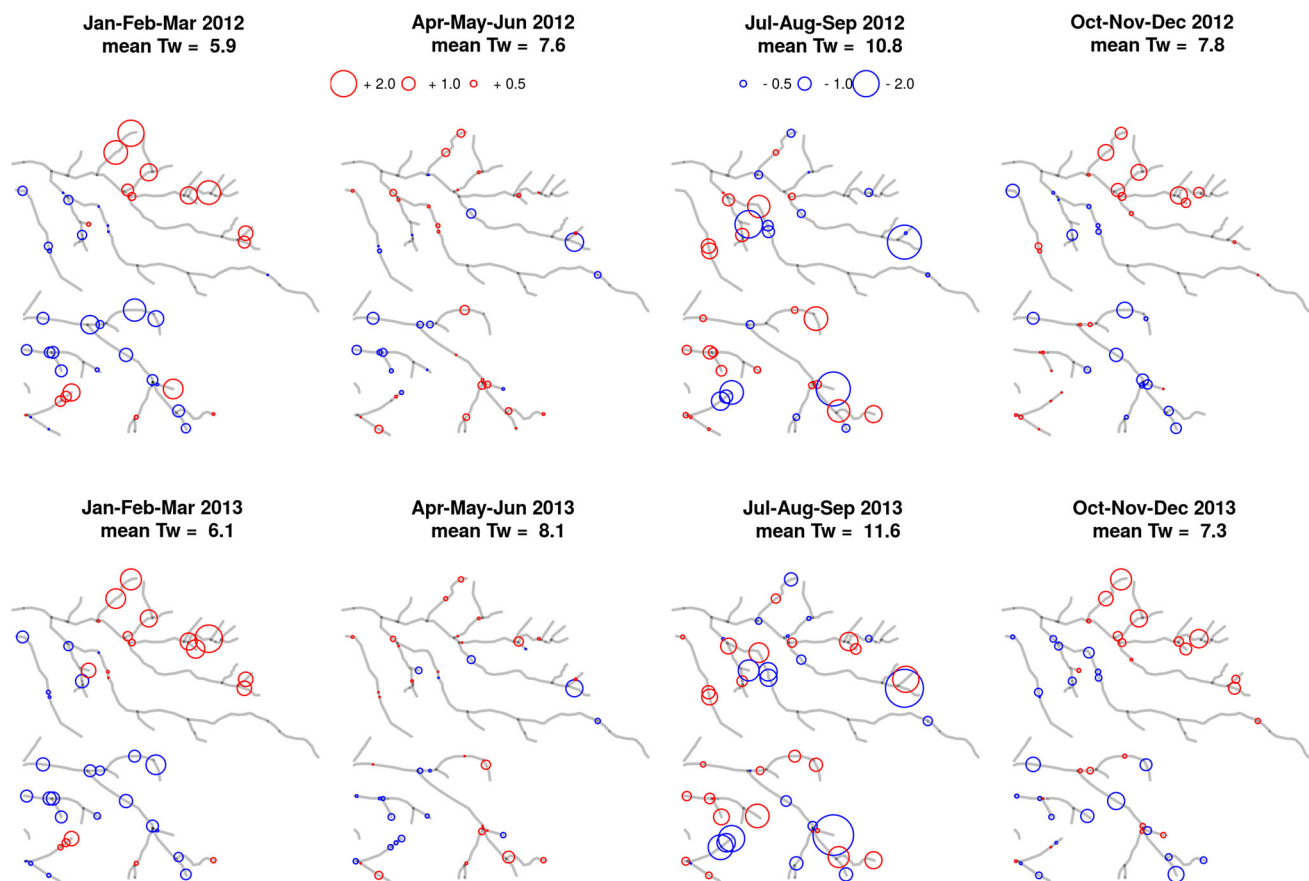 Jan-Feb-Mar 2012
mean Tw = 5.9
Apr-May-Jun 2012
mean Tw = 7.6
Jul-Aug-Sep 2012
mean Tw = 10.8
Oct-Nov-Dec 2012
mean Tw = 7.8
+ 2.0 + 1.0 + 0.5
- 0.5 - 1.0 - 2.0
Jan-Feb-Mar 2013
mean Tw = 6.1
Apr-May-Jun 2013
mean Tw = 8.1
Jul-Aug-Sep 2013
mean Tw = 11.6
Oct-Nov-Dec 2013
mean Tw = 7.3